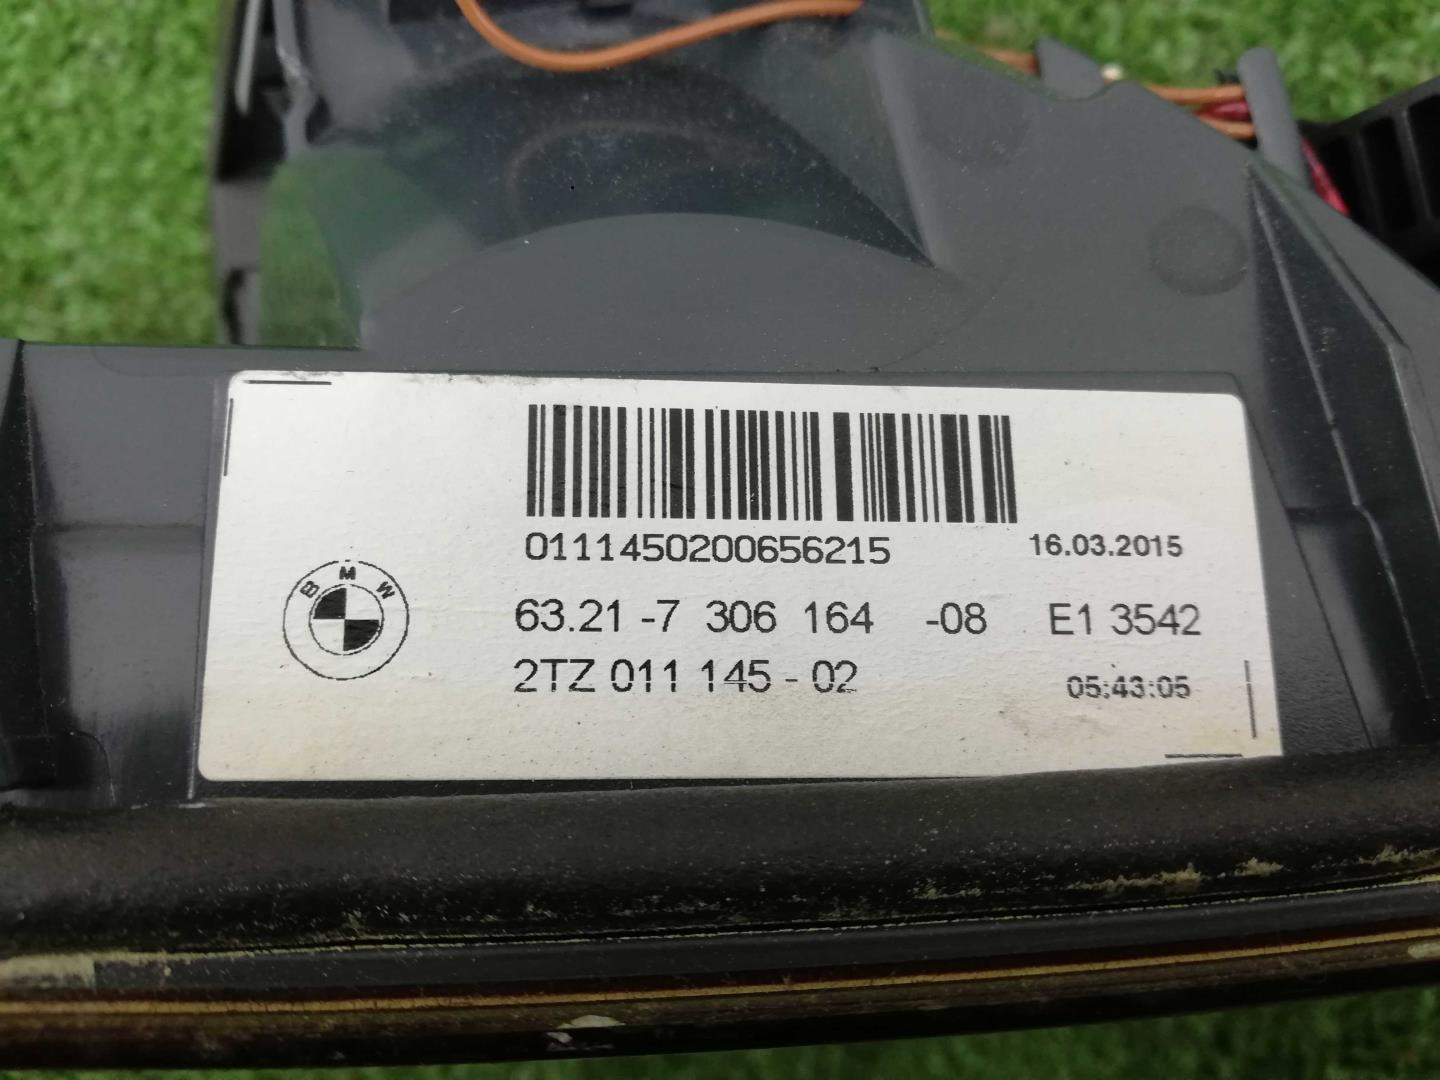 0111450200656215 16.03.2015
BMW
63.21 -7 306 164 -08 E1 3542
2TZ 011 145 - 02 05:43:05